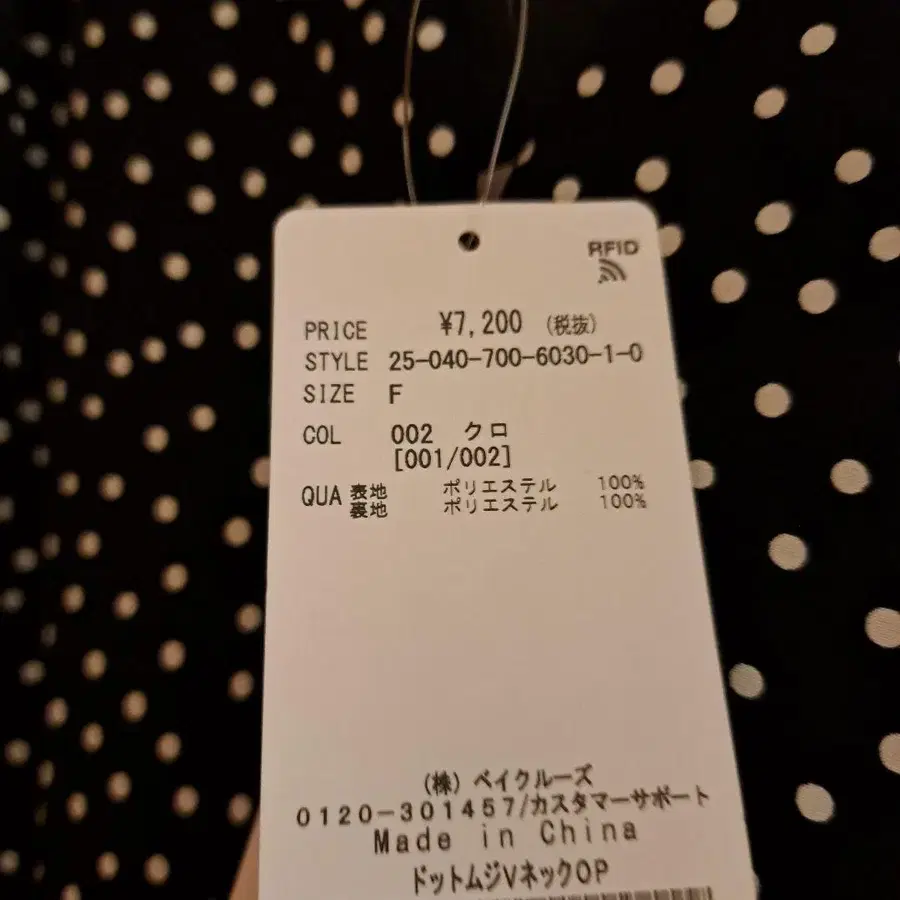 RFID
PRICE ¥7,200 (税抜)
STYLE 25-040-700-6030-1-0
SIZE F
COL 002 クロ
[001/002]
QUA 表地 ポリエステル 100%
裏地 ポリエステル 100%
(株) ベイクルーズ
0120-301457/カスタマーサポート
Made in China
ドットムジVネックOP